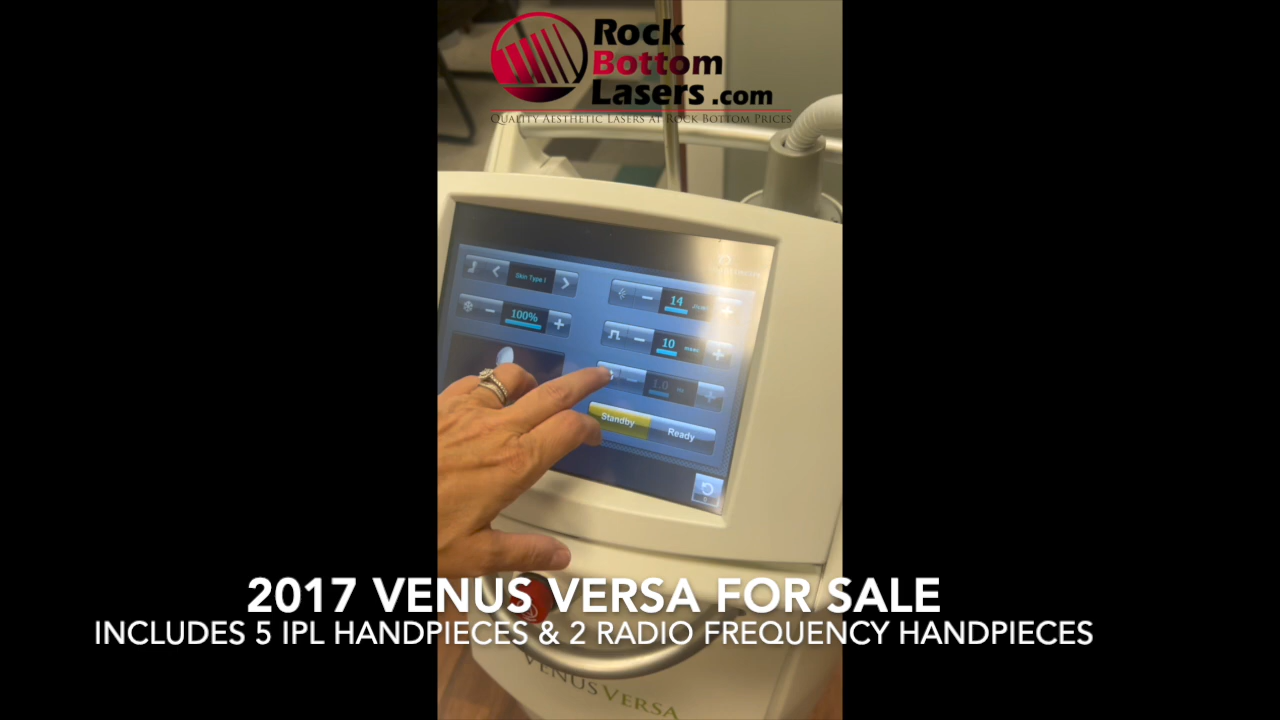 Rock
Bottom
Lasers.com
Quality Aesthetic Lasers at Rock Bottom Prices
Skin Type I
14
100%
10
msec
1.0
Standby
Ready
2017 VENUS VERSA FOR SALE
INCLUDES 5 IPL HANDPIECES & 2 RADIO FREQUENCY HANDPIECES
VENUS VERSA